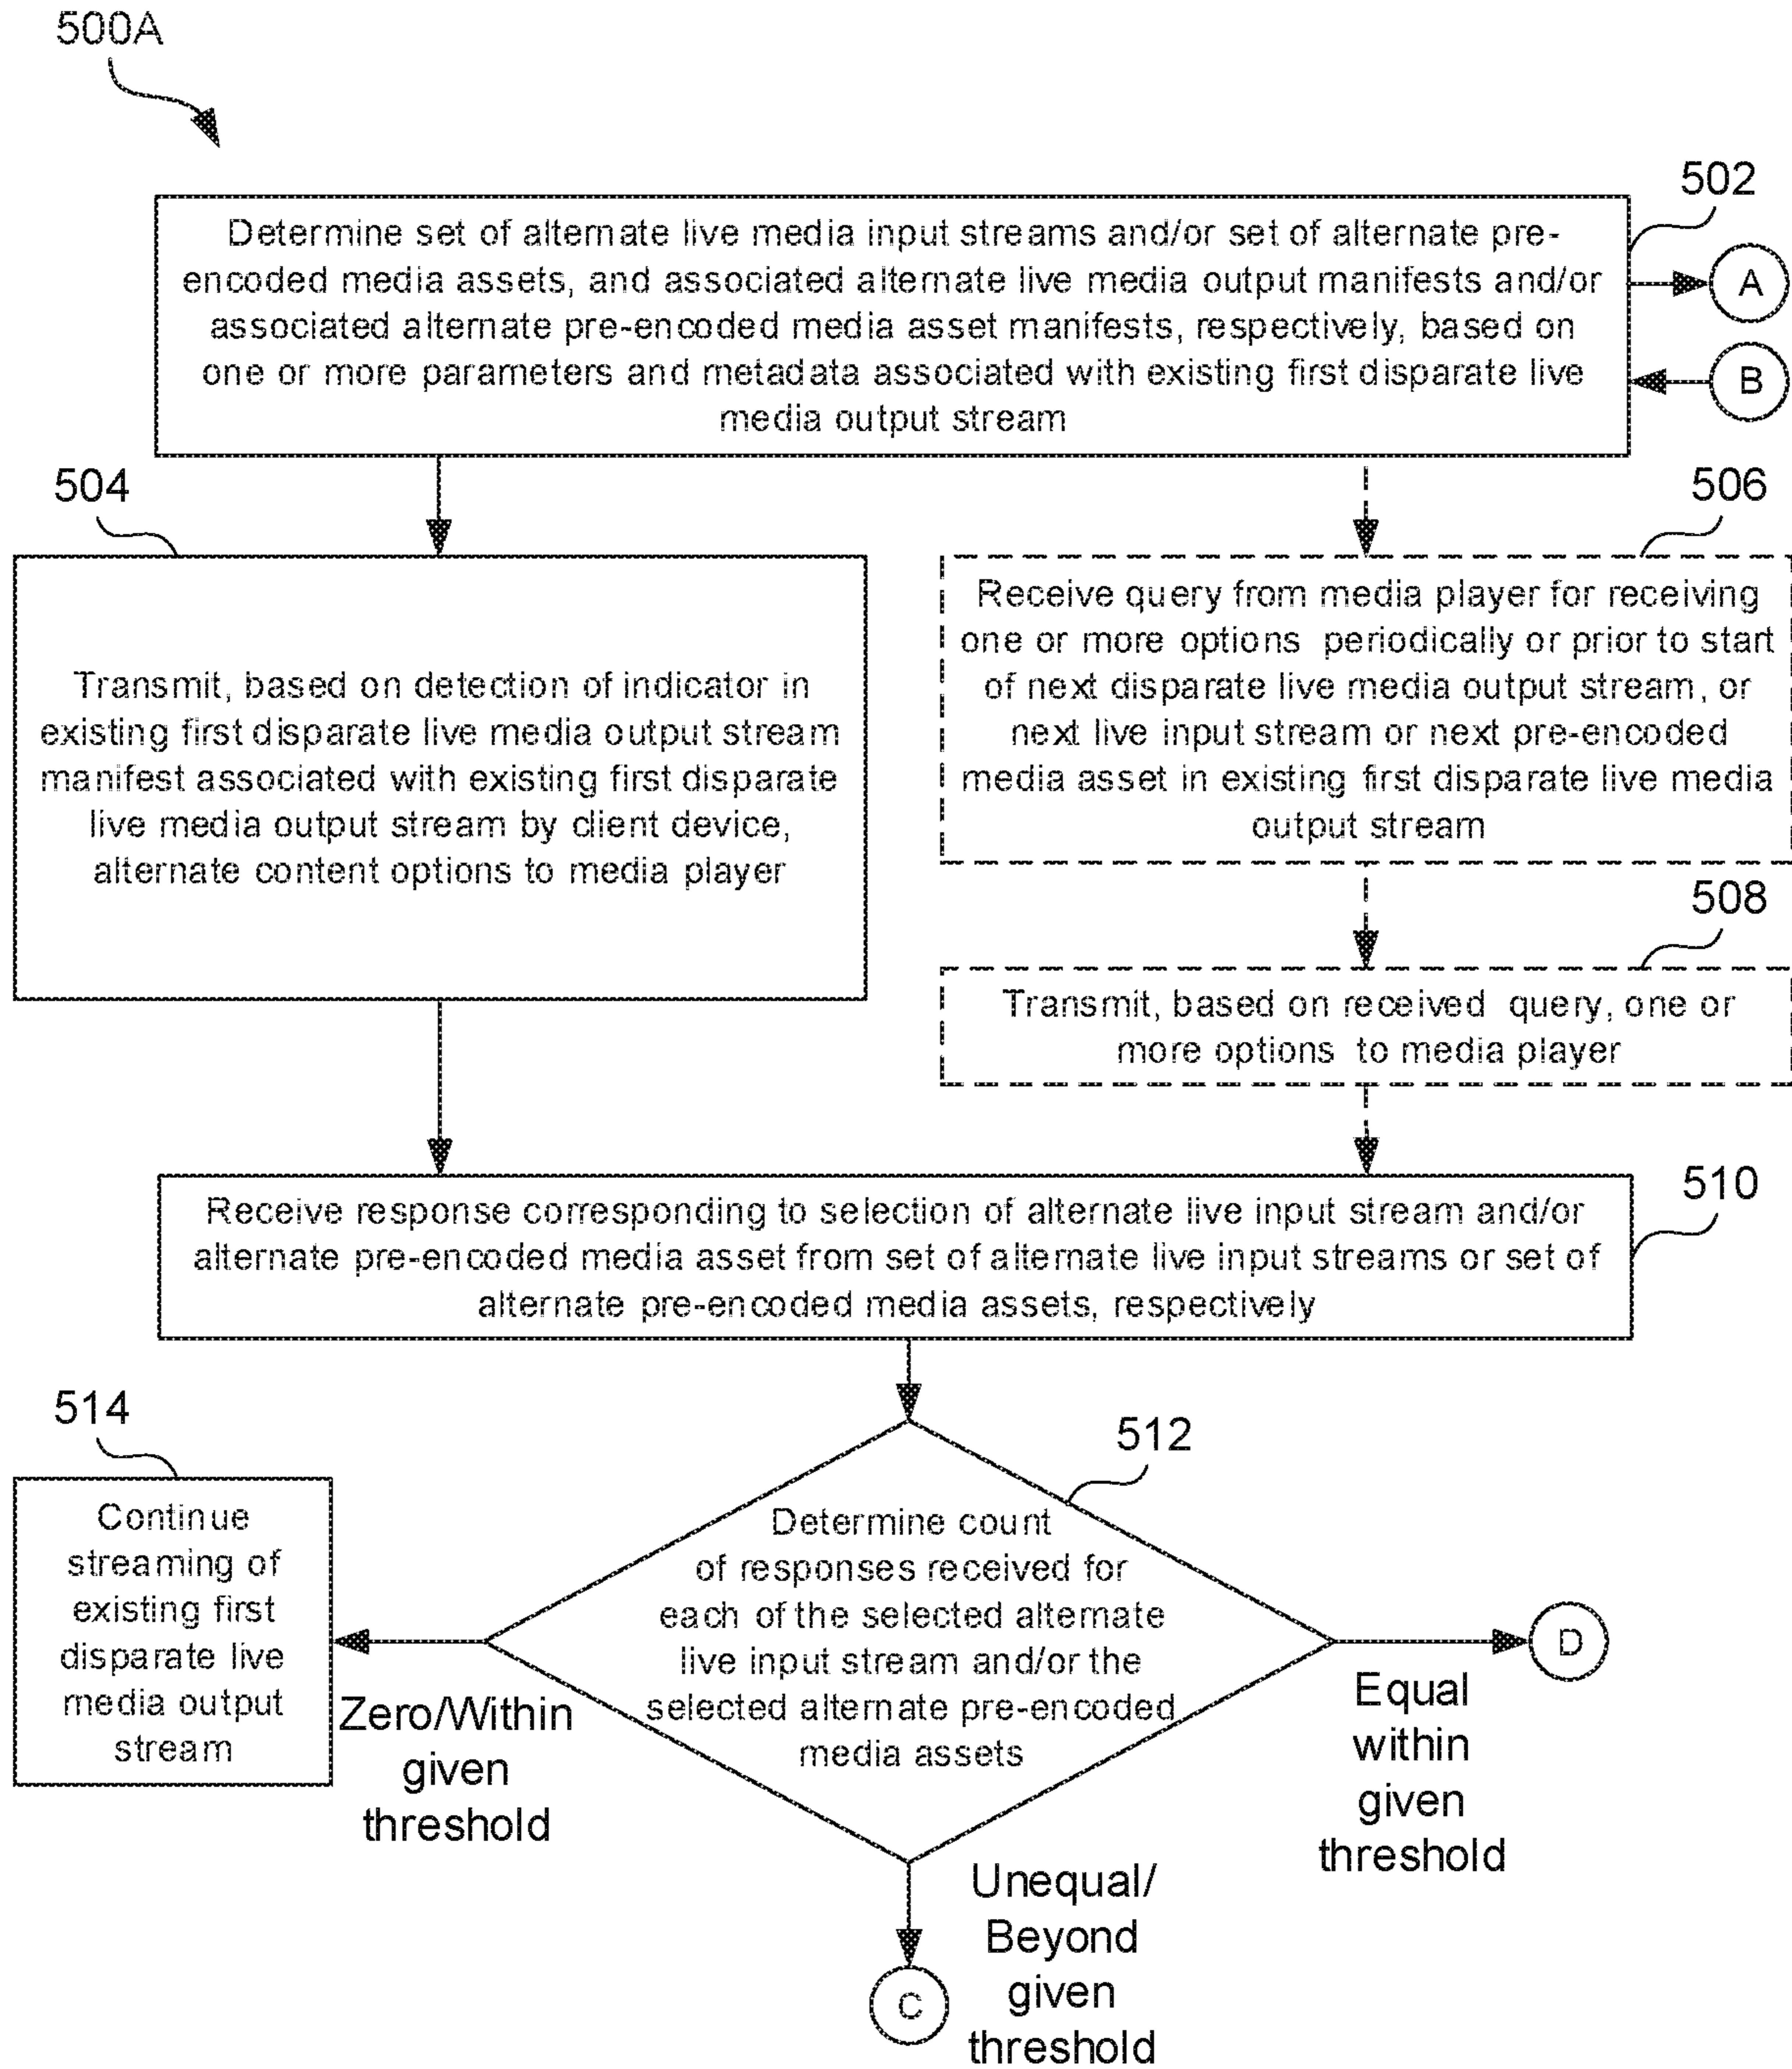 500A
502
Determine set of alternate live media input streams and/or set of alternate pre-
encoded media assets, and associated alternate live media output manifests and/or
associated alternate pre-encoded media asset manifests, respectively, based on
one or more parameters and metadata associated with existing first disparate live
media output stream
A
B
504
Transmit, based on detection of indicator in
existing first disparate live media output stream
manifest associated with existing first disparate
live media output stream by client device,
alternate content options to media player
506
Receive query from media player for receiving
one or more options periodically or prior to start
of next disparate live media output stream, or
next live input stream or next pre-encoded
media asset in existing first disparate live media
output stream
508
Transmit, based on received query, one or
more options to media player
510
Receive response corresponding to selection of alternate live input stream and/or
alternate pre-encoded media asset from set of alternate live input streams or set of
alternate pre-encoded media assets, respectively
512
Determine count
of responses received for
each of the selected alternate
live input stream and/or the
selected alternate pre-encoded
media assets
514
Continue
streaming of
existing first
disparate live
media output
stream
Zero/Within
given
threshold
D
Equal
within
given
threshold
Unequal/
Beyond
given
threshold
C